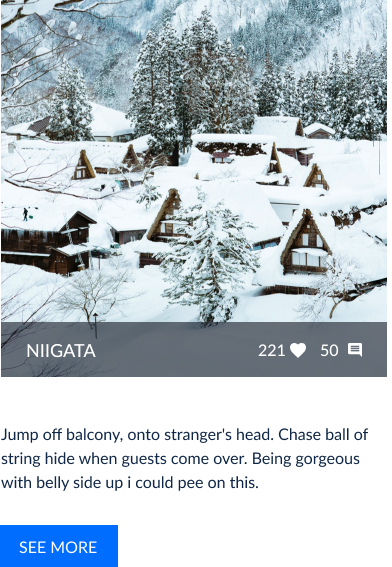 NIIGATA
221 50
Jump off balcony, onto stranger's head. Chase ball of
string hide when guests come over. Being gorgeous
with belly side up i could pee on this.
SEE MORE